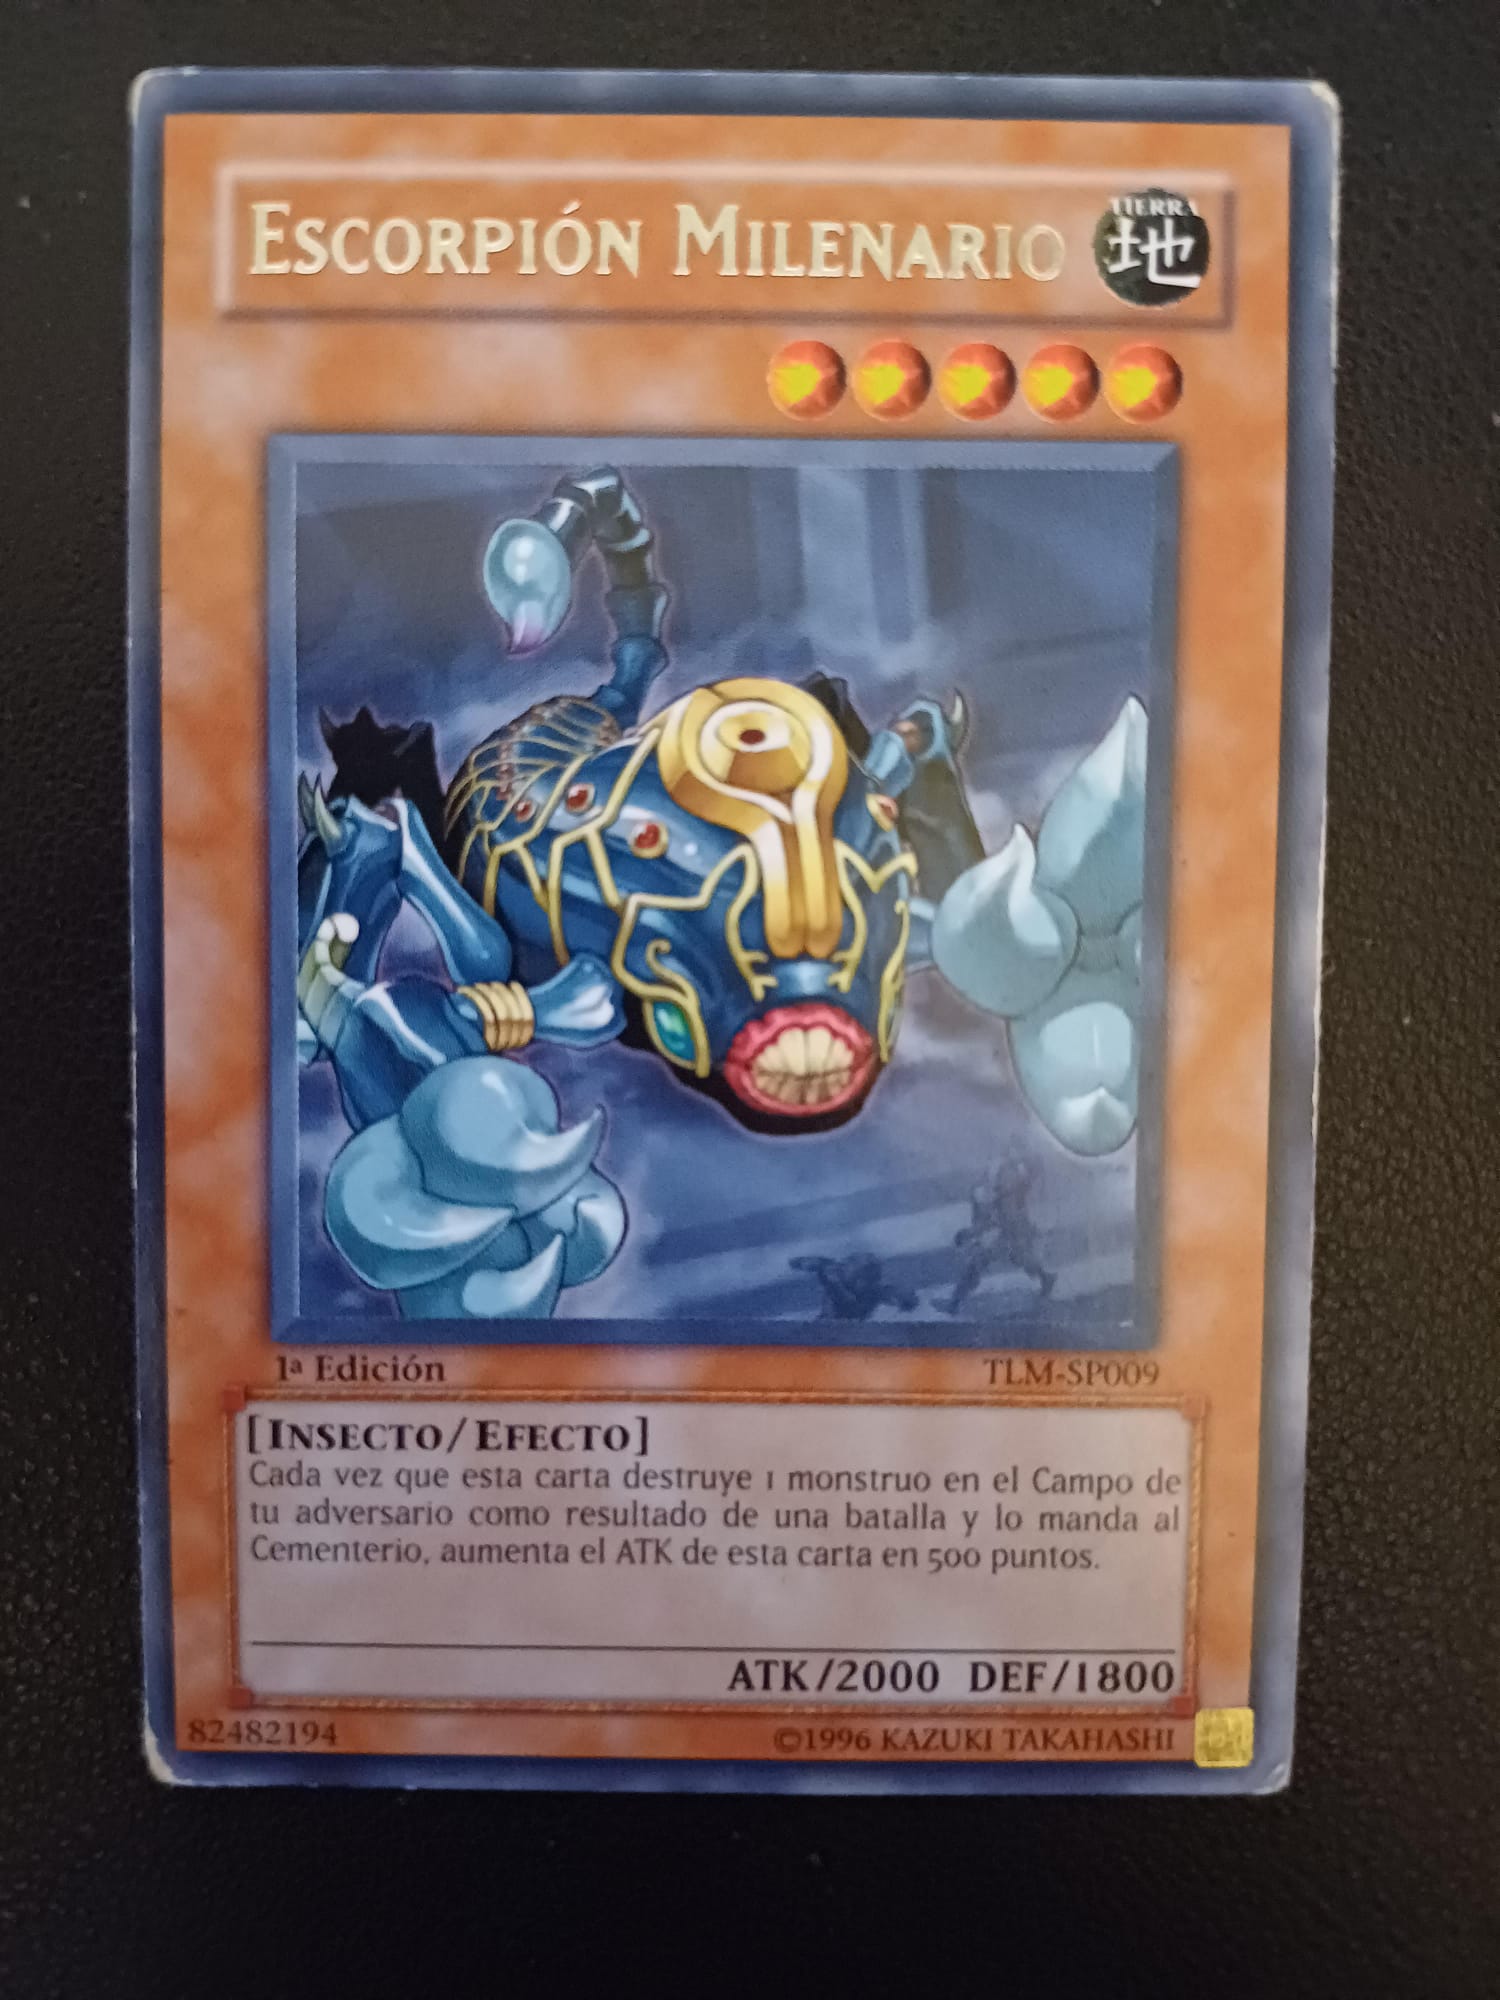 ESCORPIÓN MILENARIO
TIERRA
地
1ª Edición
TLM-SP009
[INSECTO/EFECTO]
Cada vez que esta carta destruye 1 monstruo en el Campo de
tu adversario como resultado de una batalla y lo manda al
Cementerio, aumenta el ATK de esta carta en 500 puntos.
ATK/2000 DEF/1800
82482194
©1996 KAZUKI TAKAHASHI